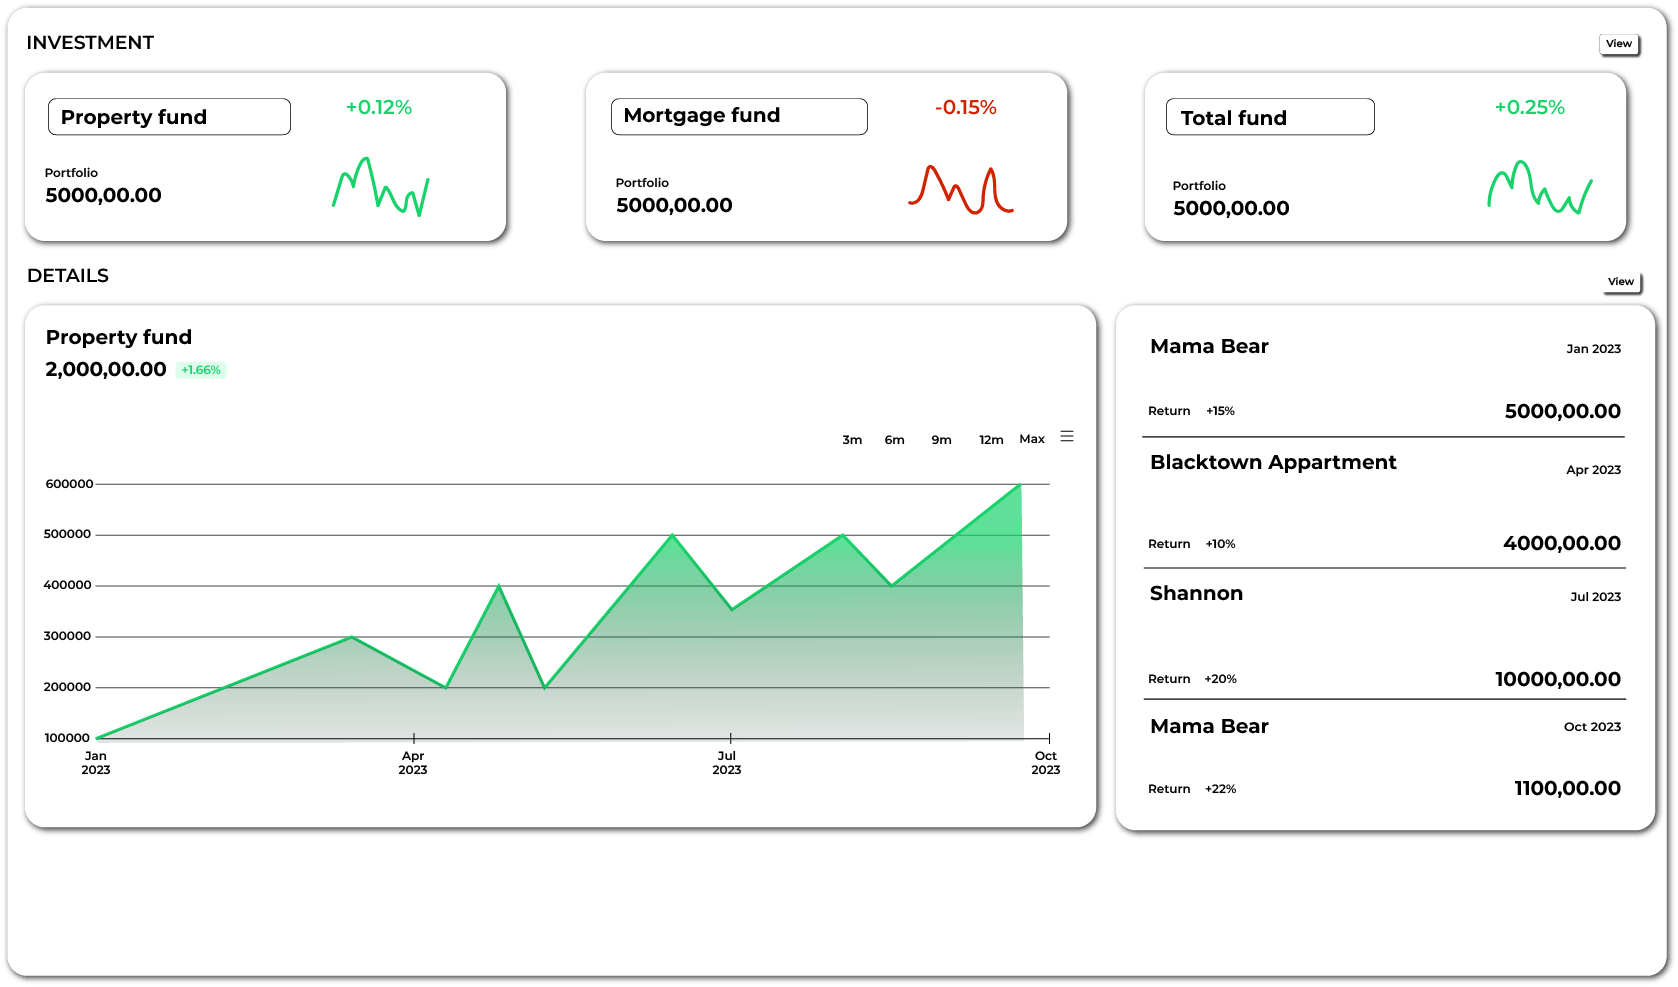 INVESTMENT
View
Property fund
+0.12%
Portfolio
5000,00.00
Mortgage fund
-0.15%
Portfolio
5000,00.00
Total fund
+0.25%
Portfolio
5000,00.00
DETAILS
View
Property fund
2,000,00.00 +1.66%
3m 6m 9m 12m Max
600000
500000
400000
300000
200000
100000
Jan 2023
Apr 2023
Jul 2023
Oct 2023
Mama Bear
Jan 2023
Return +15%
5000,00.00
Blacktown Appartment
Apr 2023
Return +10%
4000,00.00
Shannon
Jul 2023
Return +20%
10000,00.00
Mama Bear
Oct 2023
Return +22%
1100,00.00